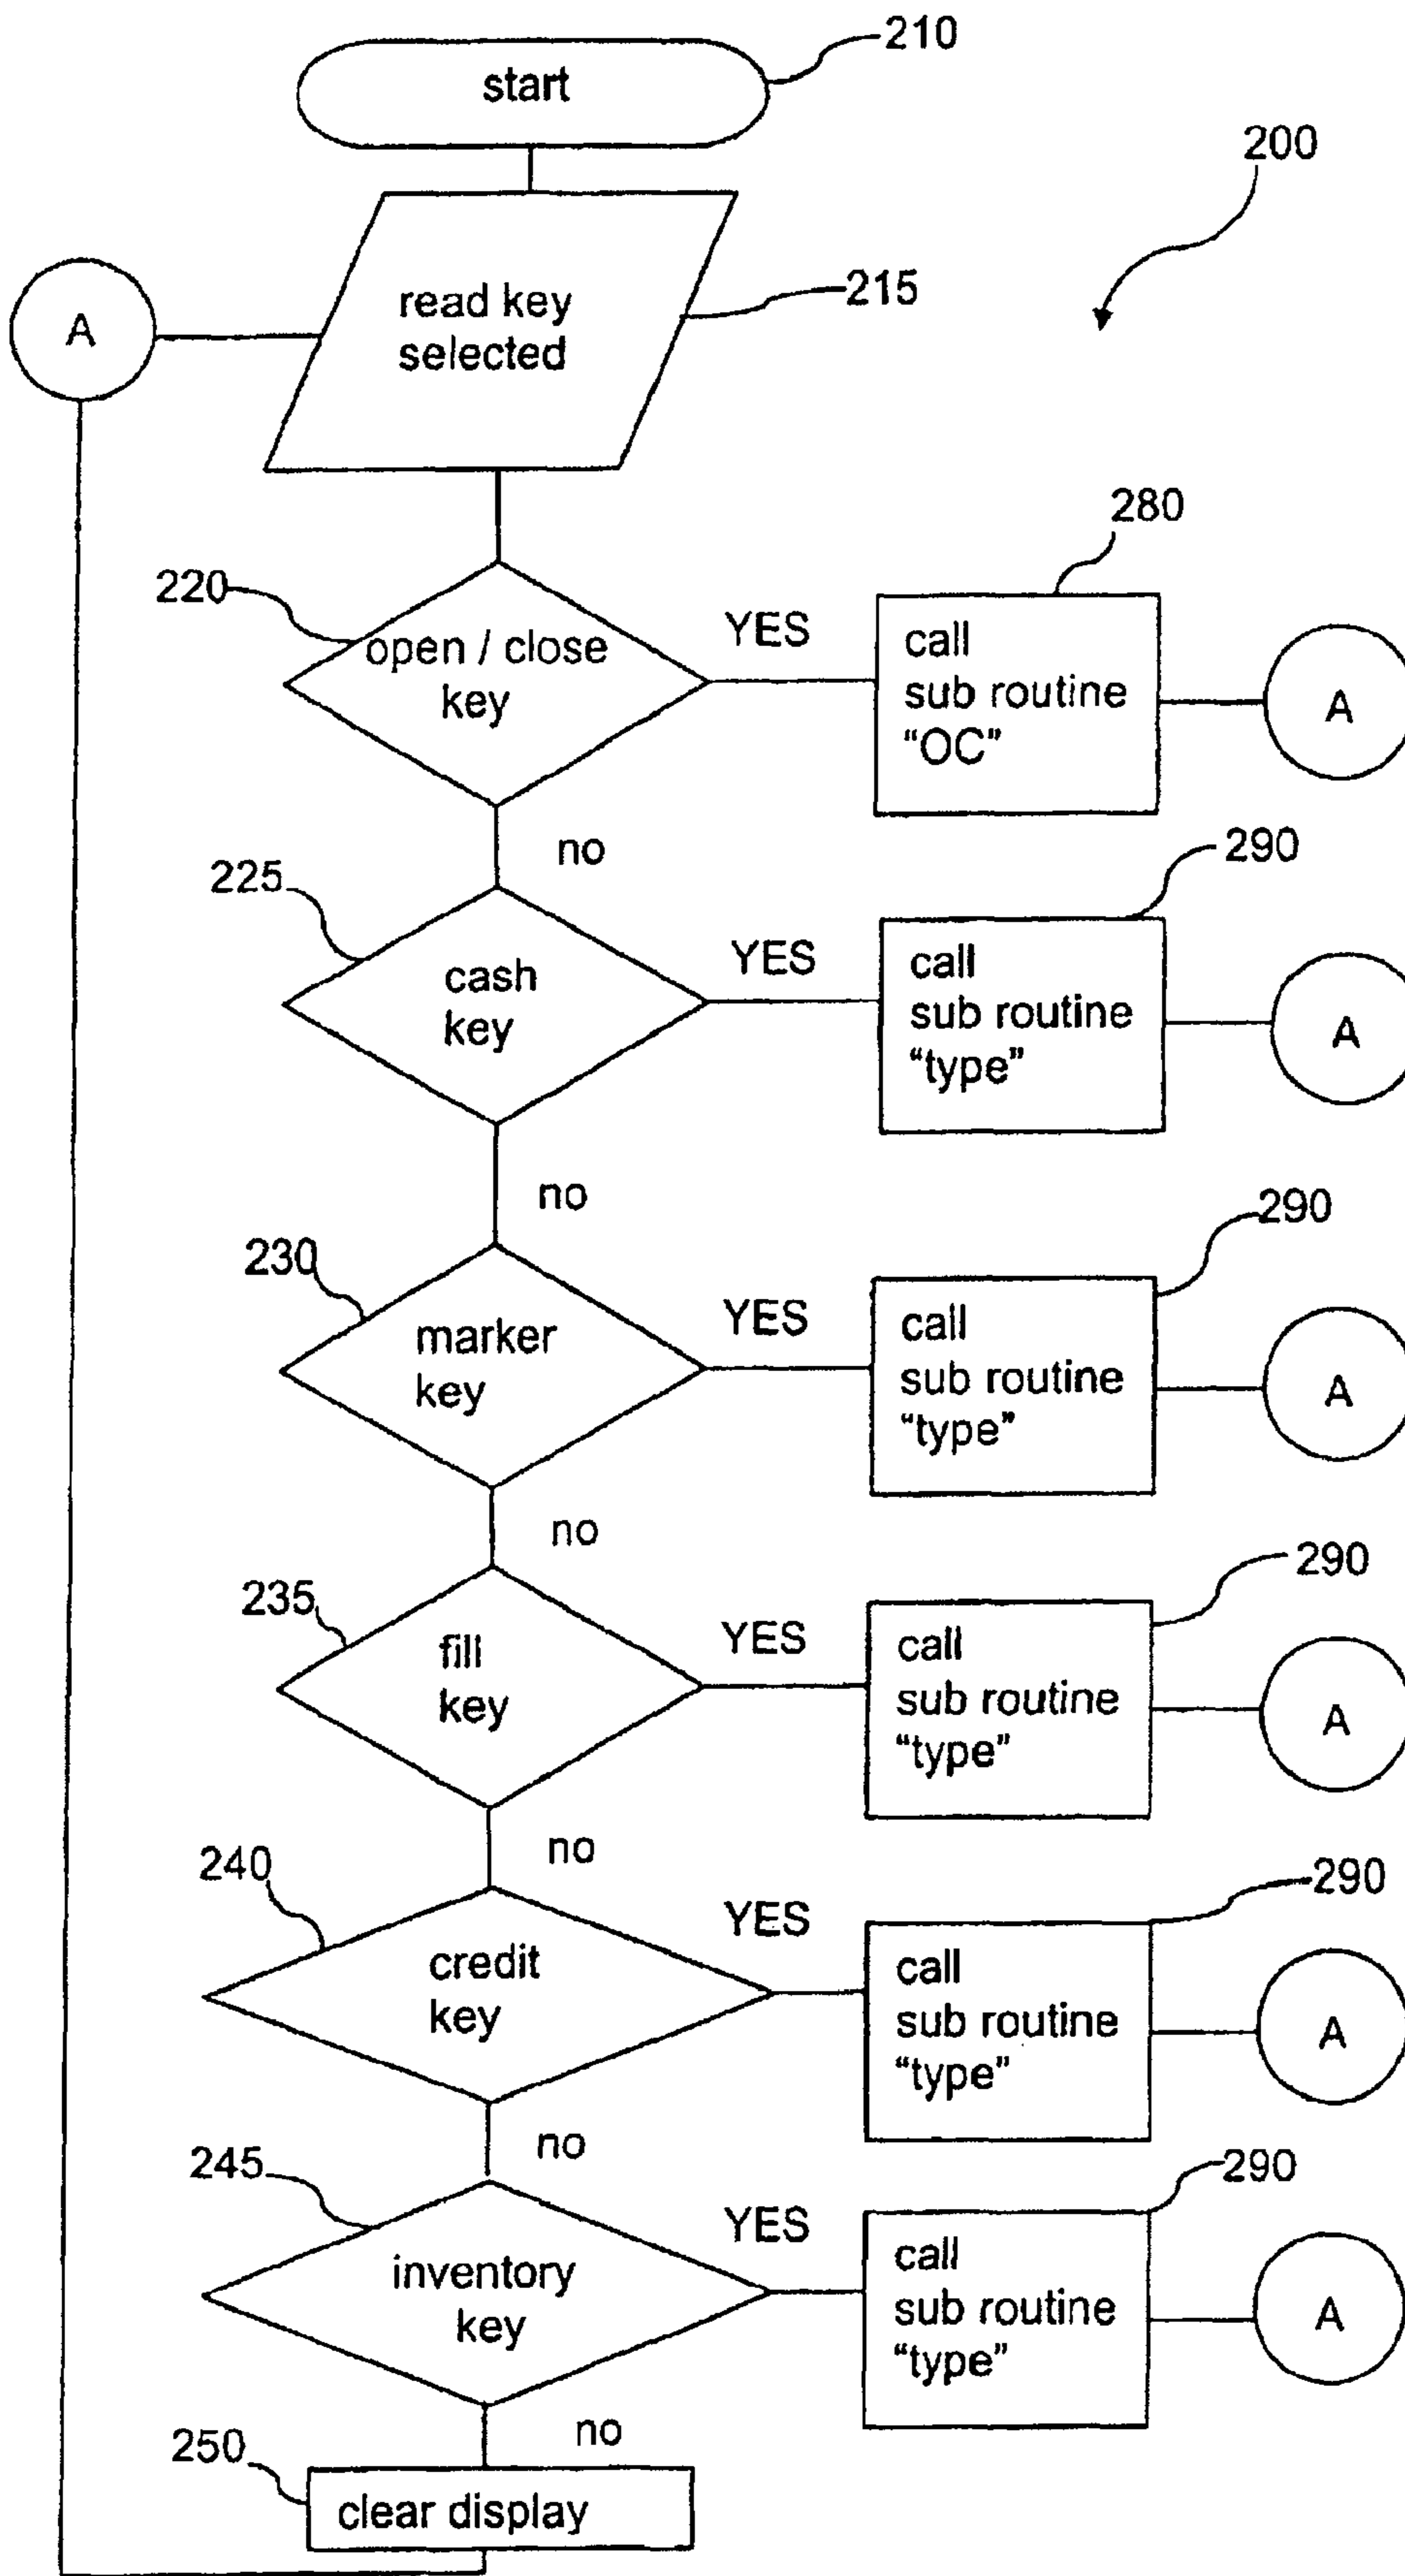 210
start
200
A
read key
selected
215
280
220
open / close
key
YES
call
sub routine
“OC”
A
no
290
225
cash
key
YES
call
sub routine
“type”
A
no
290
230
marker
key
YES
call
sub routine
“type”
A
no
290
235
fill
key
YES
call
sub routine
“type”
A
no
290
240
credit
key
YES
call
sub routine
“type”
A
no
290
245
inventory
key
YES
call
sub routine
“type”
A
no
250
clear display